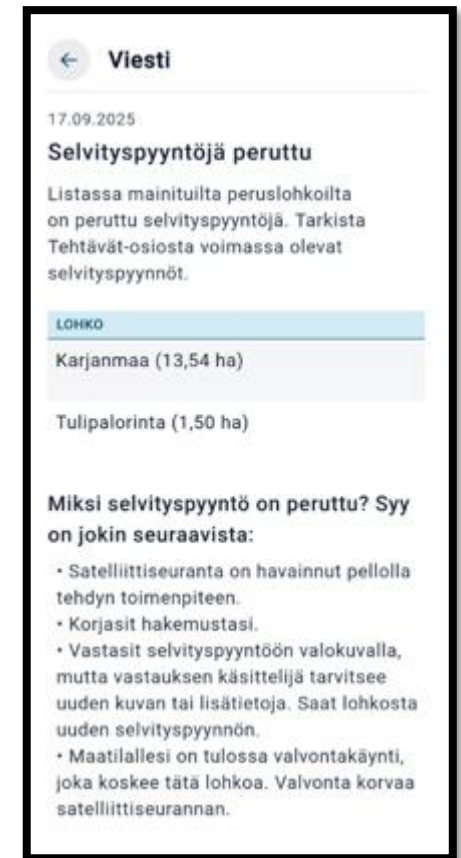 ← Viesti
17.09.2025
Selvityspyyntöjä peruttu
Listassa mainituilta peruslohkoilta
on peruttu selvityspyyntöjä. Tarkista
Tehtävät-osiosta voimassa olevat
selvityspyynnöt.
LOHKO
Karjanmaa (13,54 ha)
Tulipalorinta (1,50 ha)
Miksi selvityspyyntö on peruttu? Syy
on jokin seuraavista:
• Satelliittiseuranta on havainnut pellolla
tehdyn toimenpiteen.
• Korjasit hakemustasi.
• Vastasit selvityspyyntöön valokuvalla,
mutta vastauksen käsittelijä tarvitsee
uuden kuvan tai lisätietoja. Saat lohkosta
uuden selvityspyynnön.
• Maatilallesi on tulossa valvontakäynti,
joka koskee tätä lohkoa. Valvonta korvaa
satelliittiseurannan.